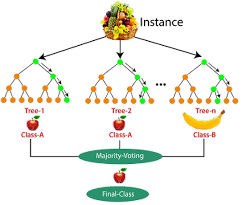 Instance
...
Tree-1 Tree-2 Tree-n
Class-A Class-A Class-B
Majority-Voting
Final-Class